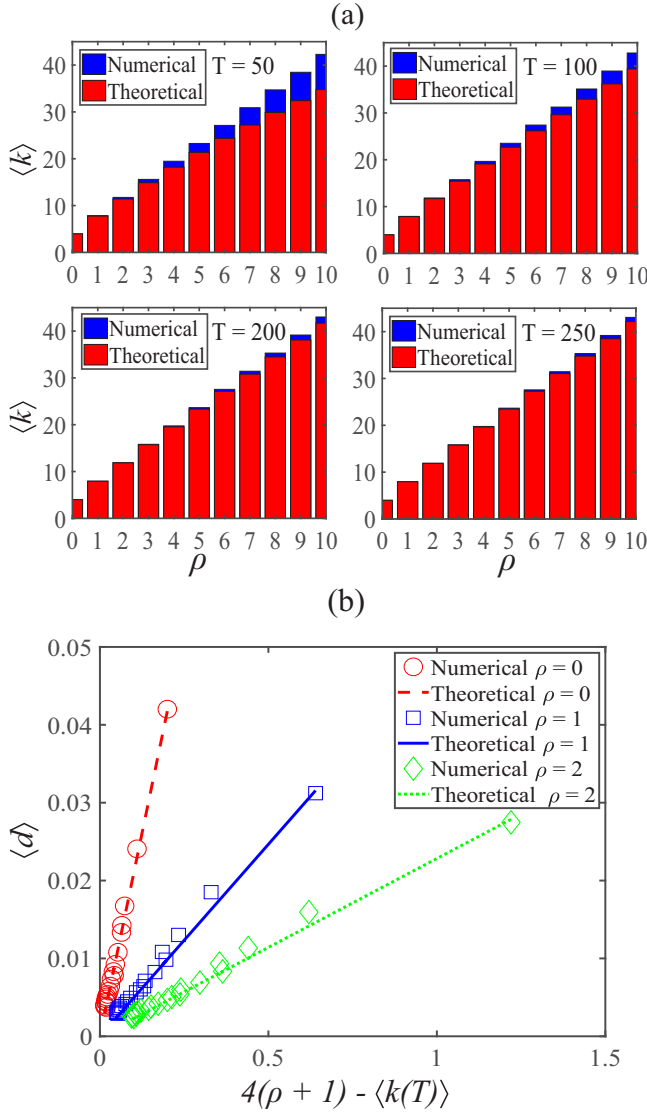 (a)
Numerical
Theoretical
T = 50
⟨k⟩
40
30
20
10
0
0 1 2 3 4 5 6 7 8 9 10
Numerical
Theoretical
T = 100
40
30
20
10
0
0 1 2 3 4 5 6 7 8 9 10
Numerical
Theoretical
T = 200
⟨k⟩
40
30
20
10
0
0 1 2 3 4 5 6 7 8 9 10
ρ
Numerical
Theoretical
T = 250
40
30
20
10
0
0 1 2 3 4 5 6 7 8 9 10
ρ
(b)
⟨d⟩
0.05
0.04
0.03
0.02
0.01
0
Numerical ρ = 0
Theoretical ρ = 0
Numerical ρ = 1
Theoretical ρ = 1
Numerical ρ = 2
Theoretical ρ = 2
0 0.5 1 1.5
4(ρ + 1) - ⟨k(T)⟩